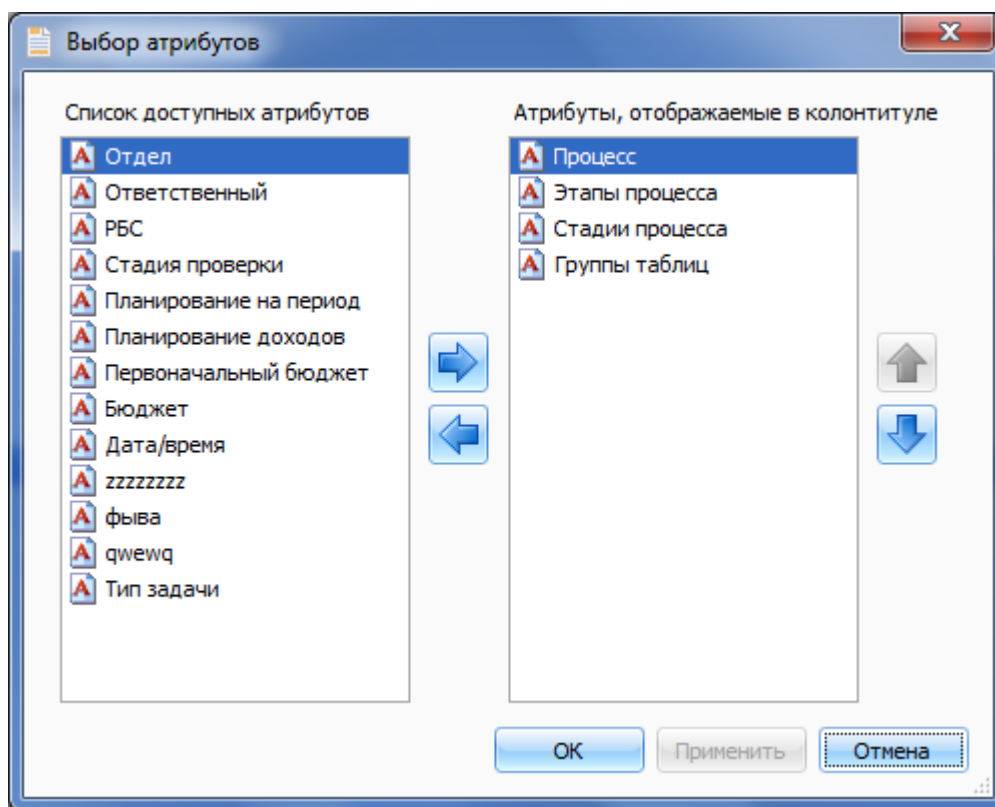 Выбор атрибутов
Список доступных атрибутов
Отдел
Ответственный
РБС
Стадия проверки
Планирование на период
Планирование доходов
Первоначальный бюджет
Бюджет
Дата/время
zzzzzzzz
фыва
qwewq
Тип задачи
Атрибуты, отображаемые в колонтитуле
Процесс
Этапы процесса
Стадии процесса
Группы таблиц
ОК
Применить
Отмена